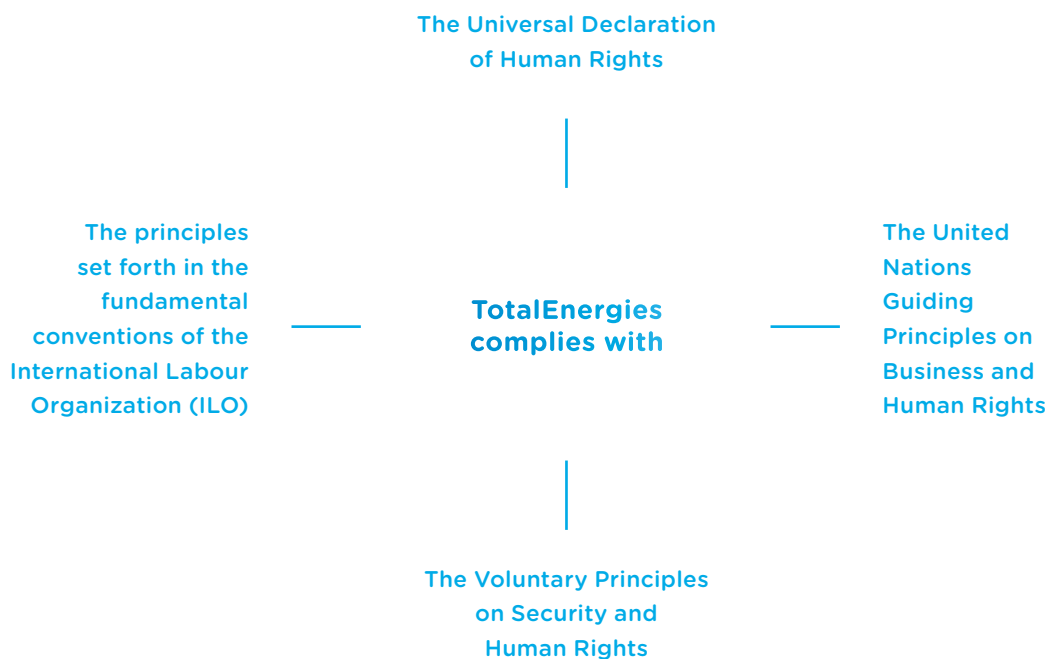 The Universal Declaration
of Human Rights
The principles
set forth in the
fundamental
conventions of the
International Labour
Organization (ILO)
TotalEnergies
complies with
The United
Nations
Guiding
Principles on
Business and
Human Rights
The Voluntary Principles
on Security and
Human Rights